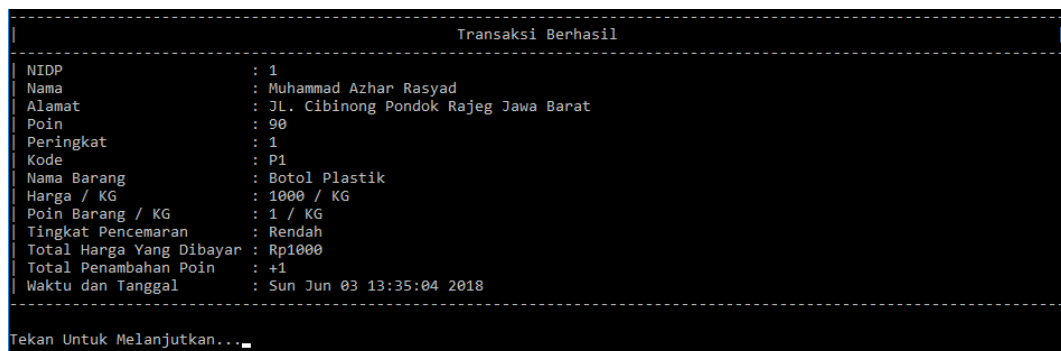 Transaksi Berhasil
NIDP : 1
Nama : Muhammad Azhar Rasyad
Alamat : JL. Cibinong Pondok Rajeg Jawa Barat
Poin : 90
Peringkat : 1
Kode : P1
Nama Barang : Botol Plastik
Harga / KG : 1000 / KG
Poin Barang / KG : 1 / KG
Tingkat Pencemaran : Rendah
Total Harga Yang Dibayar : Rp1000
Total Penambahan Poin : +1
Waktu dan Tanggal : Sun Jun 03 13:35:04 2018
Tekan Untuk Melanjutkan...